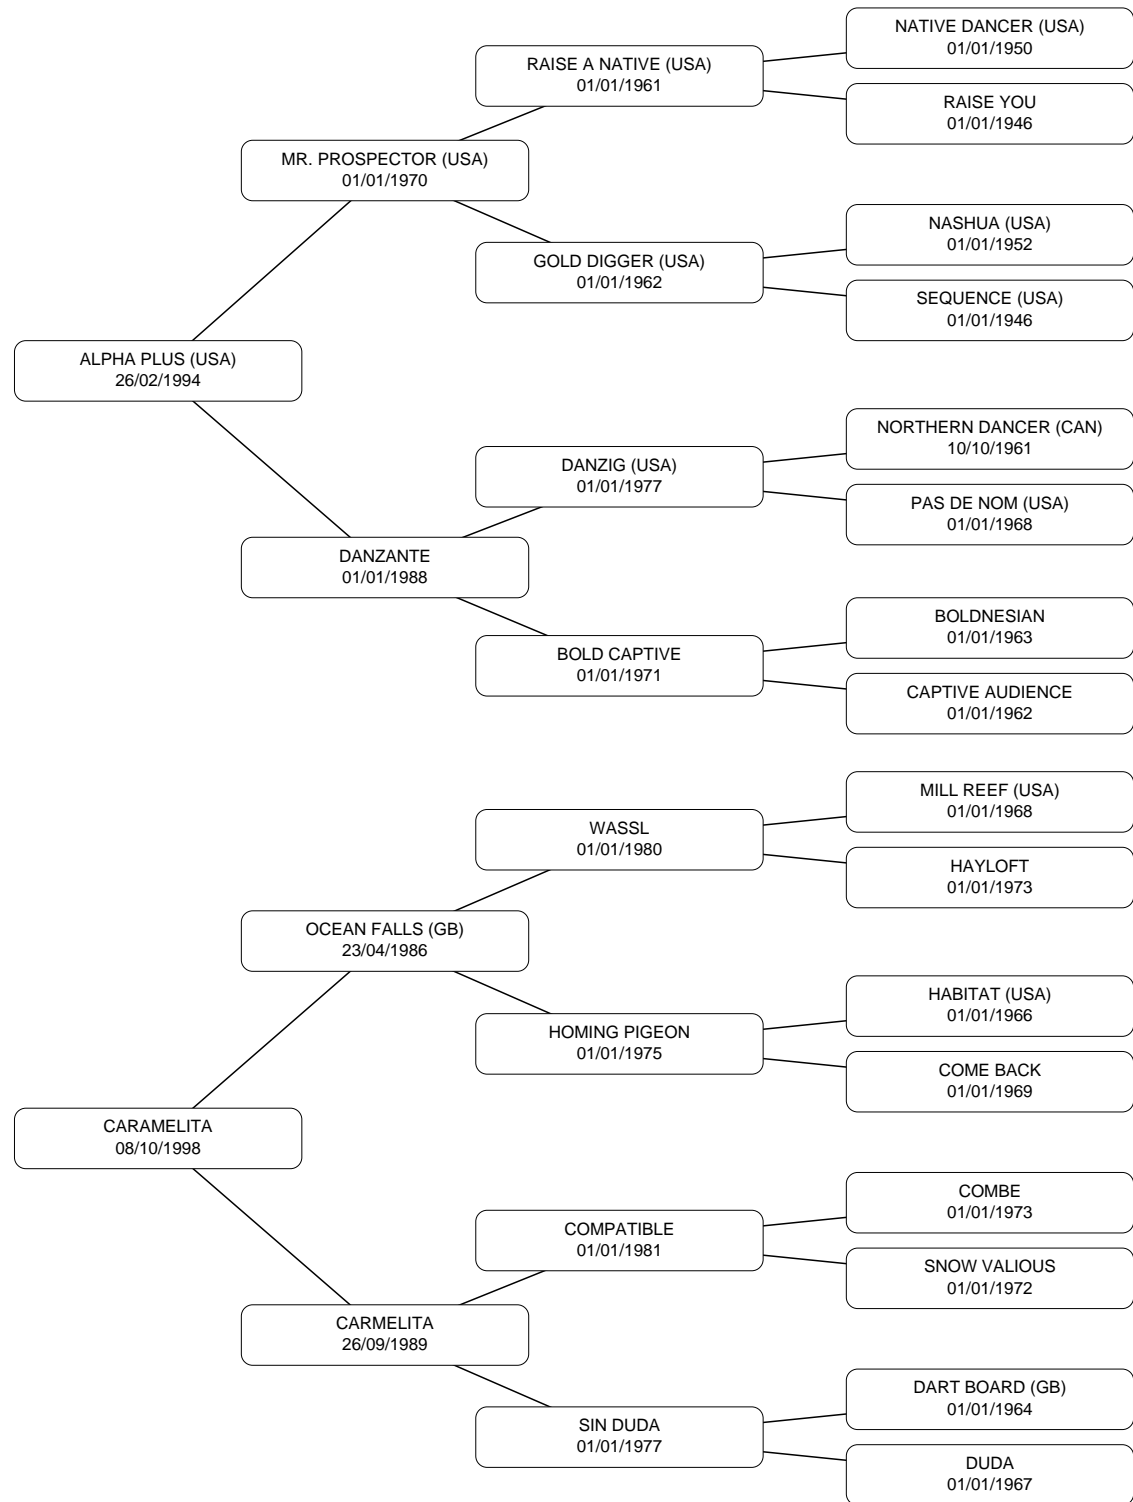 NATIVE DANCER (USA)
01/01/1950
RAISE A NATIVE (USA)
01/01/1961
RAISE YOU
01/01/1946
MR. PROSPECTOR (USA)
01/01/1970
NASHUA (USA)
01/01/1952
GOLD DIGGER (USA)
01/01/1962
SEQUENCE (USA)
01/01/1946
ALPHA PLUS (USA)
26/02/1994
NORTHERN DANCER (CAN)
10/10/1961
DANZIG (USA)
01/01/1977
PAS DE NOM (USA)
01/01/1968
DANZANTE
01/01/1988
BOLDNESIAN
01/01/1963
BOLD CAPTIVE
01/01/1971
CAPTIVE AUDIENCE
01/01/1962
MILL REEF (USA)
01/01/1968
WASSL
01/01/1980
HAYLOFT
01/01/1973
OCEAN FALLS (GB)
23/04/1986
HABITAT (USA)
01/01/1966
HOMING PIGEON
01/01/1975
COME BACK
01/01/1969
CARAMELITA
08/10/1998
COMBE
01/01/1973
COMPATIBLE
01/01/1981
SNOW VALIOUS
01/01/1972
CARMELITA
26/09/1989
DART BOARD (GB)
01/01/1964
SIN DUDA
01/01/1977
DUDA
01/01/1967